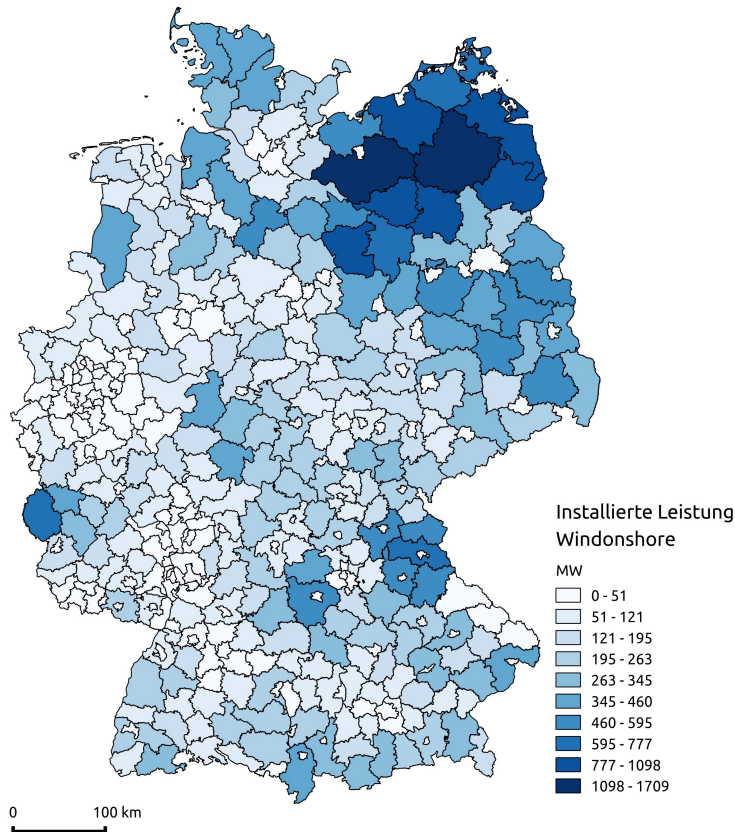 Installierte Leistung
Windonshore
MW
0 - 51
51 - 121
121 - 195
195 - 263
263 - 345
345 - 460
460 - 595
595 - 777
777 - 1098
1098 - 1709
0 100 km